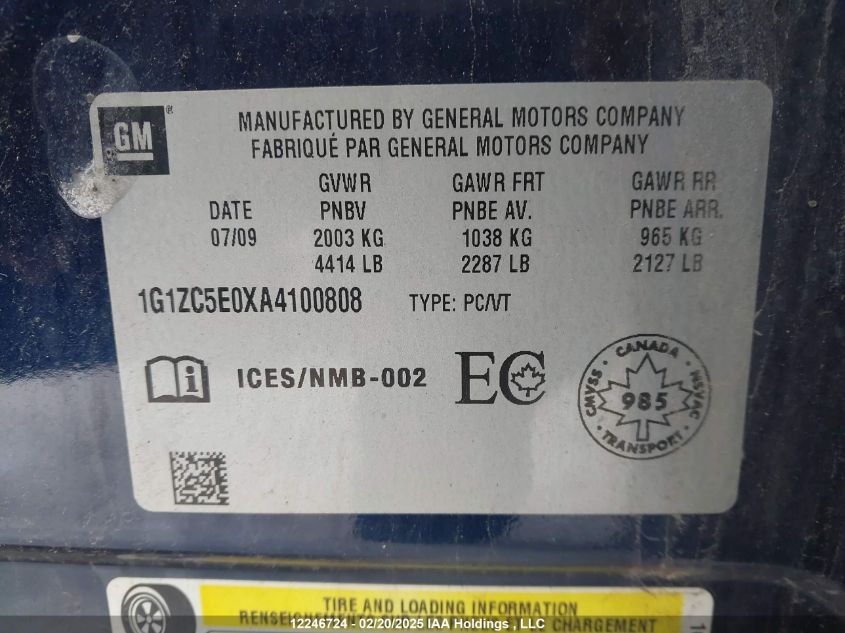 GM ®
MANUFACTURED BY GENERAL MOTORS COMPANY
FABRIQUÉ PAR GENERAL MOTORS COMPANY
GVWR GAWR FRT GAWR RR
DATE PNBV PNBE AV. PNBE ARR.
07/09 2003 KG 1038 KG 965 KG
4414 LB 2287 LB 2127 LB
1G1ZC5E0XA4100808 TYPE: PC/VT
i ICES/NMB-002 EC
CANADA
CMVSS 985 NSVAC
TRANSPORT
TIRE AND LOADING INFORMATION
CHARGEMENT
12246724 - 02/20/2025 IAA Holdings , LLC